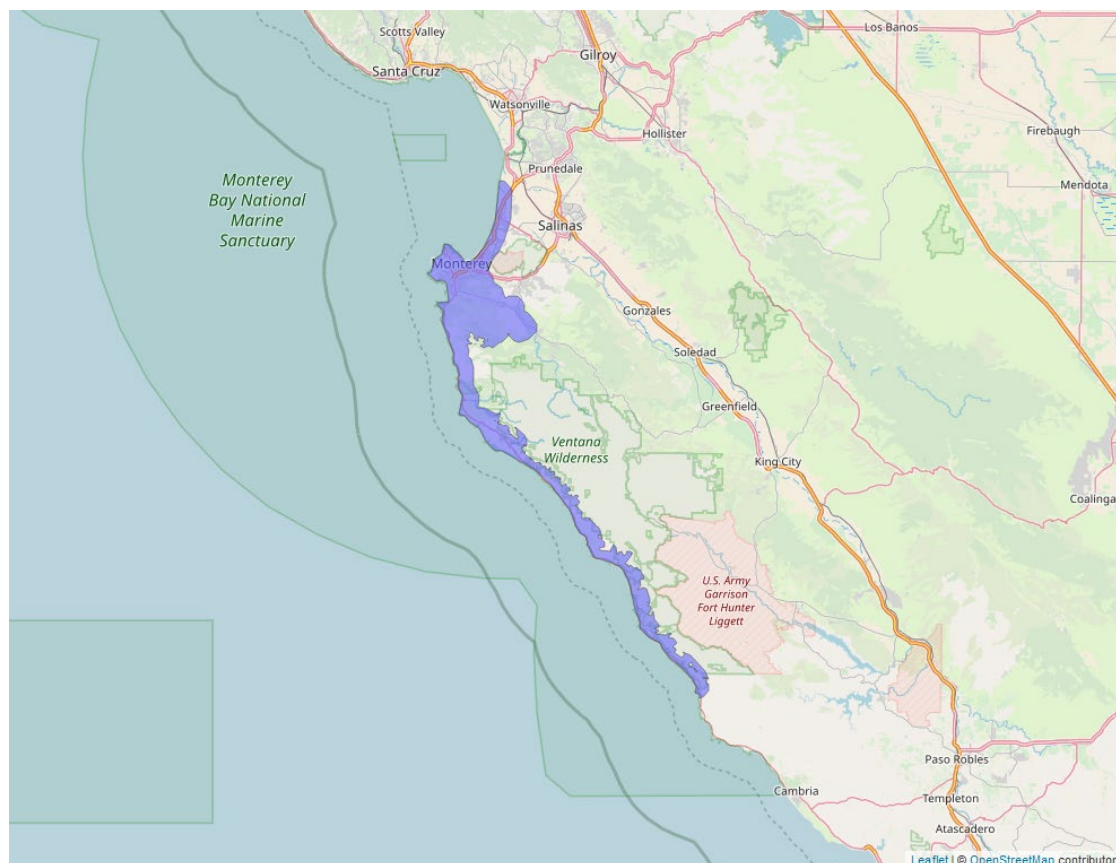 Scotts Valley
Los Banos
Gilroy
Santa Cruz
Watsonville
Firebaugh
Hollister
Prunedale
Mendota
Monterey
Bay National
Marine
Sanctuary
Salinas
Monterey
Gonzales
Soledad
Greenfield
Ventana
Wilderness
King City
Coalinga
U.S. Army
Garrison
Fort Hunter
Liggett
Paso Robles
Cambria
Templeton
Atascadero
Leaflet | © OpenStreetMap contributor